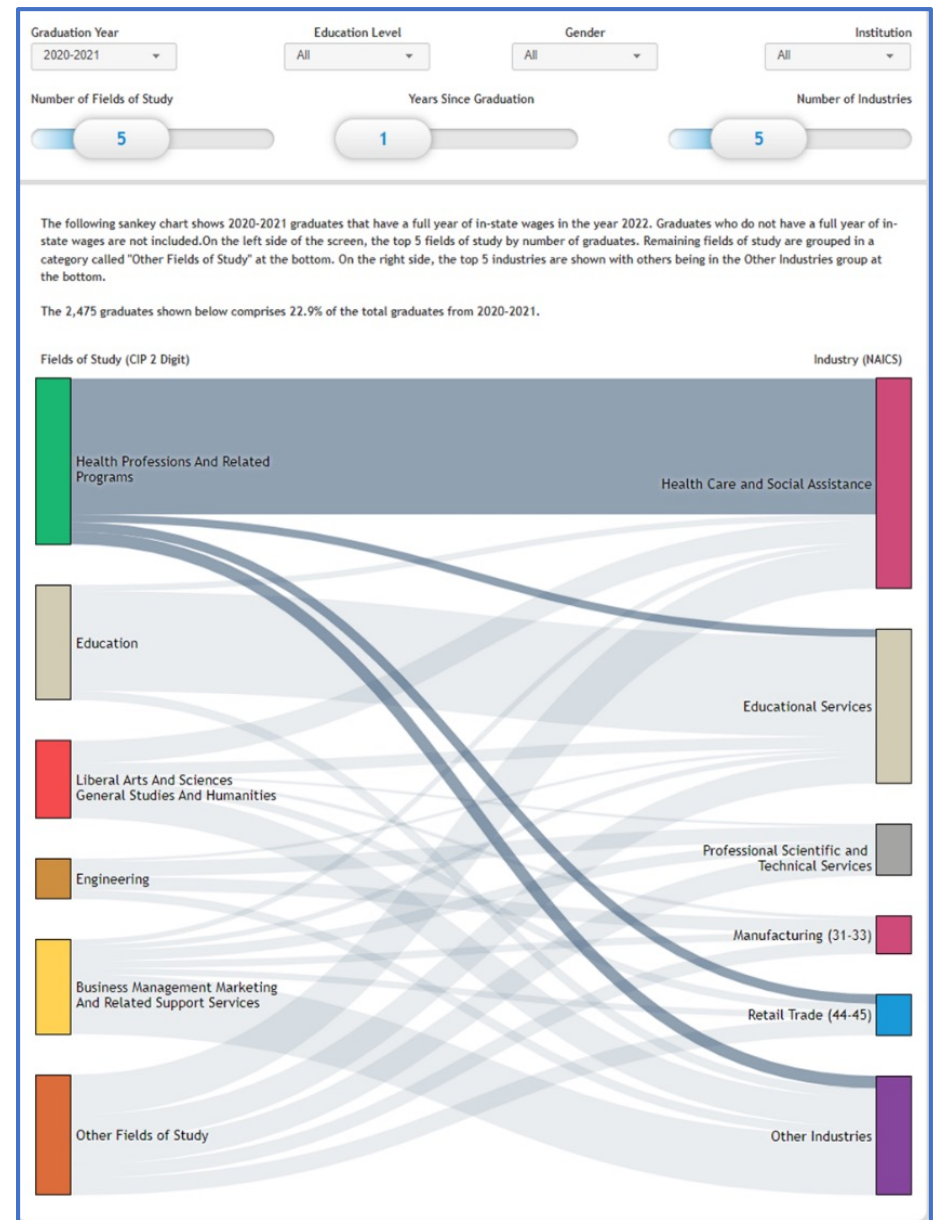 Graduation Year
Education Level
Gender
Institution
2020-2021
All
All
All
Number of Fields of Study
Years Since Graduation
Number of Industries
5
1
5
The following sankey chart shows 2020-2021 graduates that have a full year of in-state wages in the year 2022. Graduates who do not have a full year of in-
state wages are not included.On the left side of the screen, the top 5 fields of study by number of graduates. Remaining fields of study are grouped in a
category called "Other Fields of Study" at the bottom. On the right side, the top 5 industries are shown with others being in the Other Industries group at
the bottom.
The 2,475 graduates shown below comprises 22.9% of the total graduates from 2020-2021.
Fields of Study (CIP 2 Digit)
Industry (NAICS)
Health Professions And Related
Programs
Health Care and Social Assistance
Education
Educational Services
Liberal Arts And Sciences
General Studies And Humanities
Professional Scientific and
Technical Services
Engineering
Manufacturing (31-33)
Business Management Marketing
And Related Support Services
Retail Trade (44-45)
Other Fields of Study
Other Industries